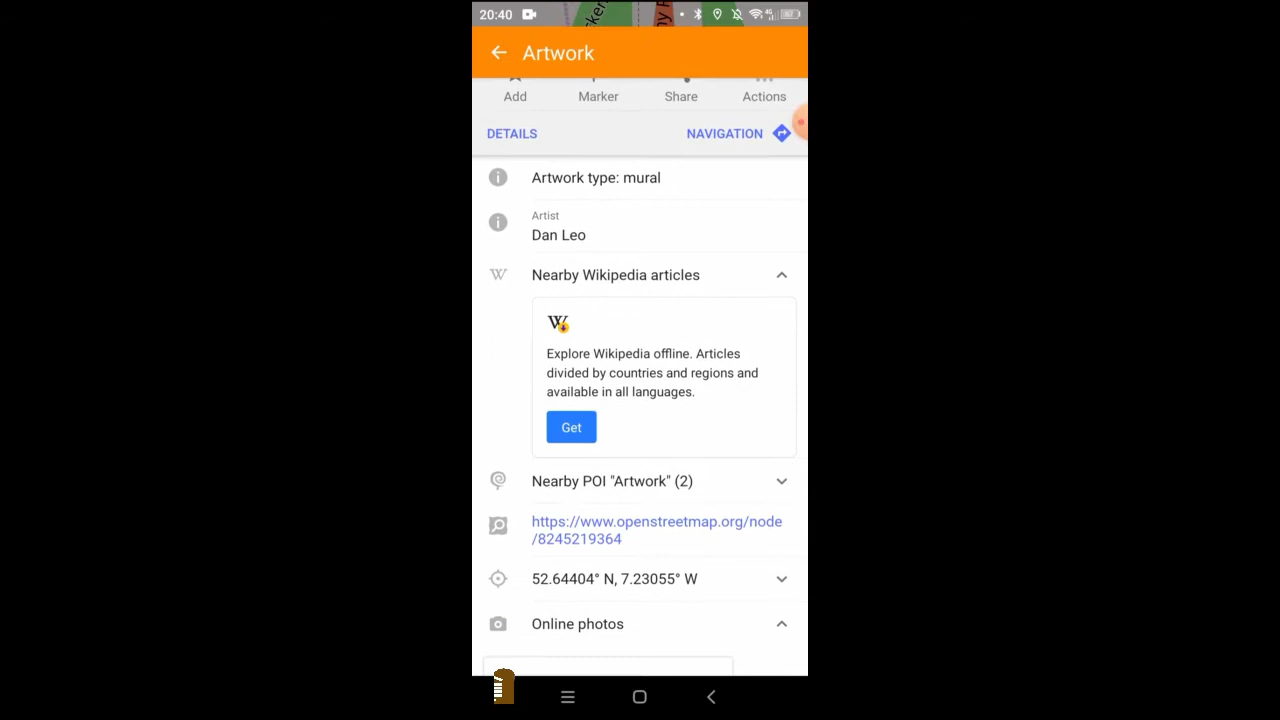 20:40
Artwork
Add Marker Share Actions
DETAILS NAVIGATION
Artwork type: mural
Artist
Dan Leo
Nearby Wikipedia articles
Explore Wikipedia offline. Articles
divided by countries and regions and
available in all languages.
Get
Nearby POI "Artwork" (2)
https://www.openstreetmap.org/node
/8245219364
52.64404° N, 7.23055° W
Online photos